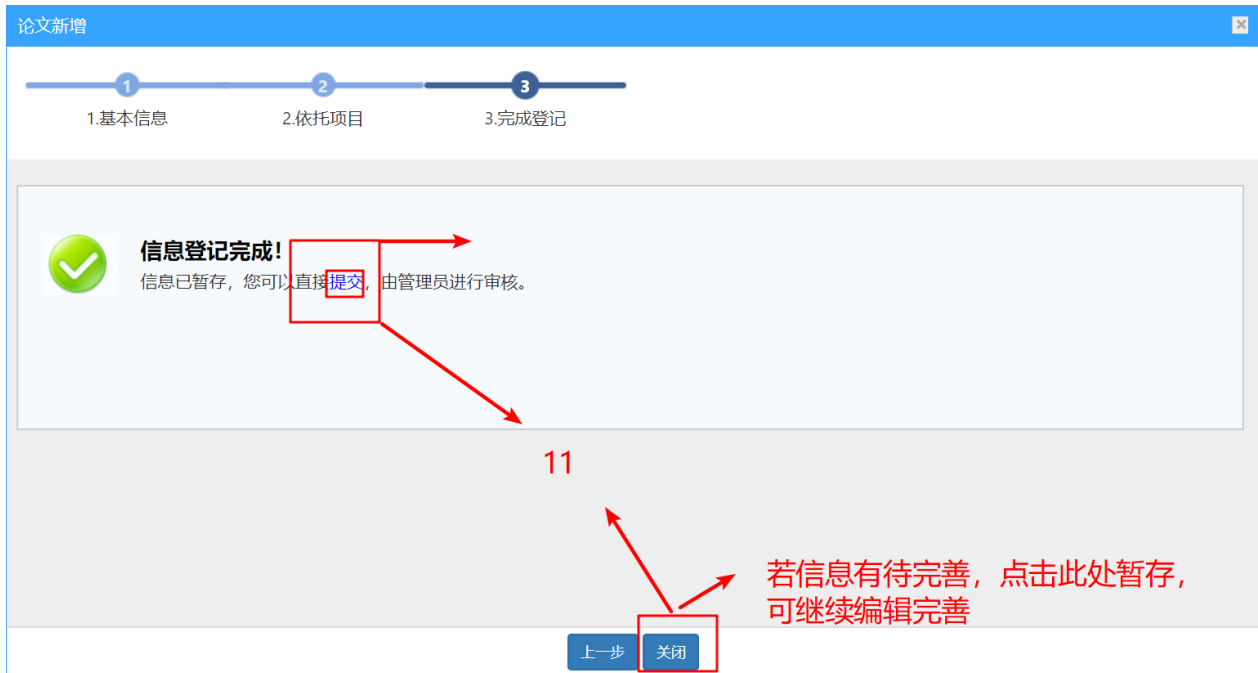 论文新增
1
2
3
1.基本信息
2.依托项目
3.完成登记
信息登记完成!
信息已暂存，您可以直接提交，由管理员进行审核。
11
若信息有待完善，点击此处暂存，
可继续编辑完善
上一步
关闭